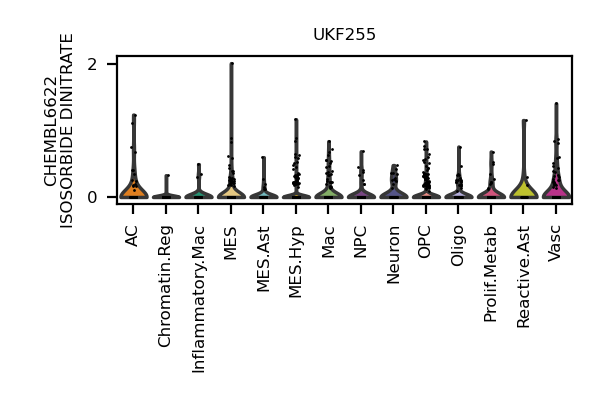 UKF255
CHEMBL6622
ISOSORBIDE DINITRATE
2
0
AC
Chromatin.Reg
Inflammatory.Mac
MES
MES.Ast
MES.Hyp
Mac
NPC
Neuron
OPC
Oligo
Prolif.Metab
Reactive.Ast
Vasc